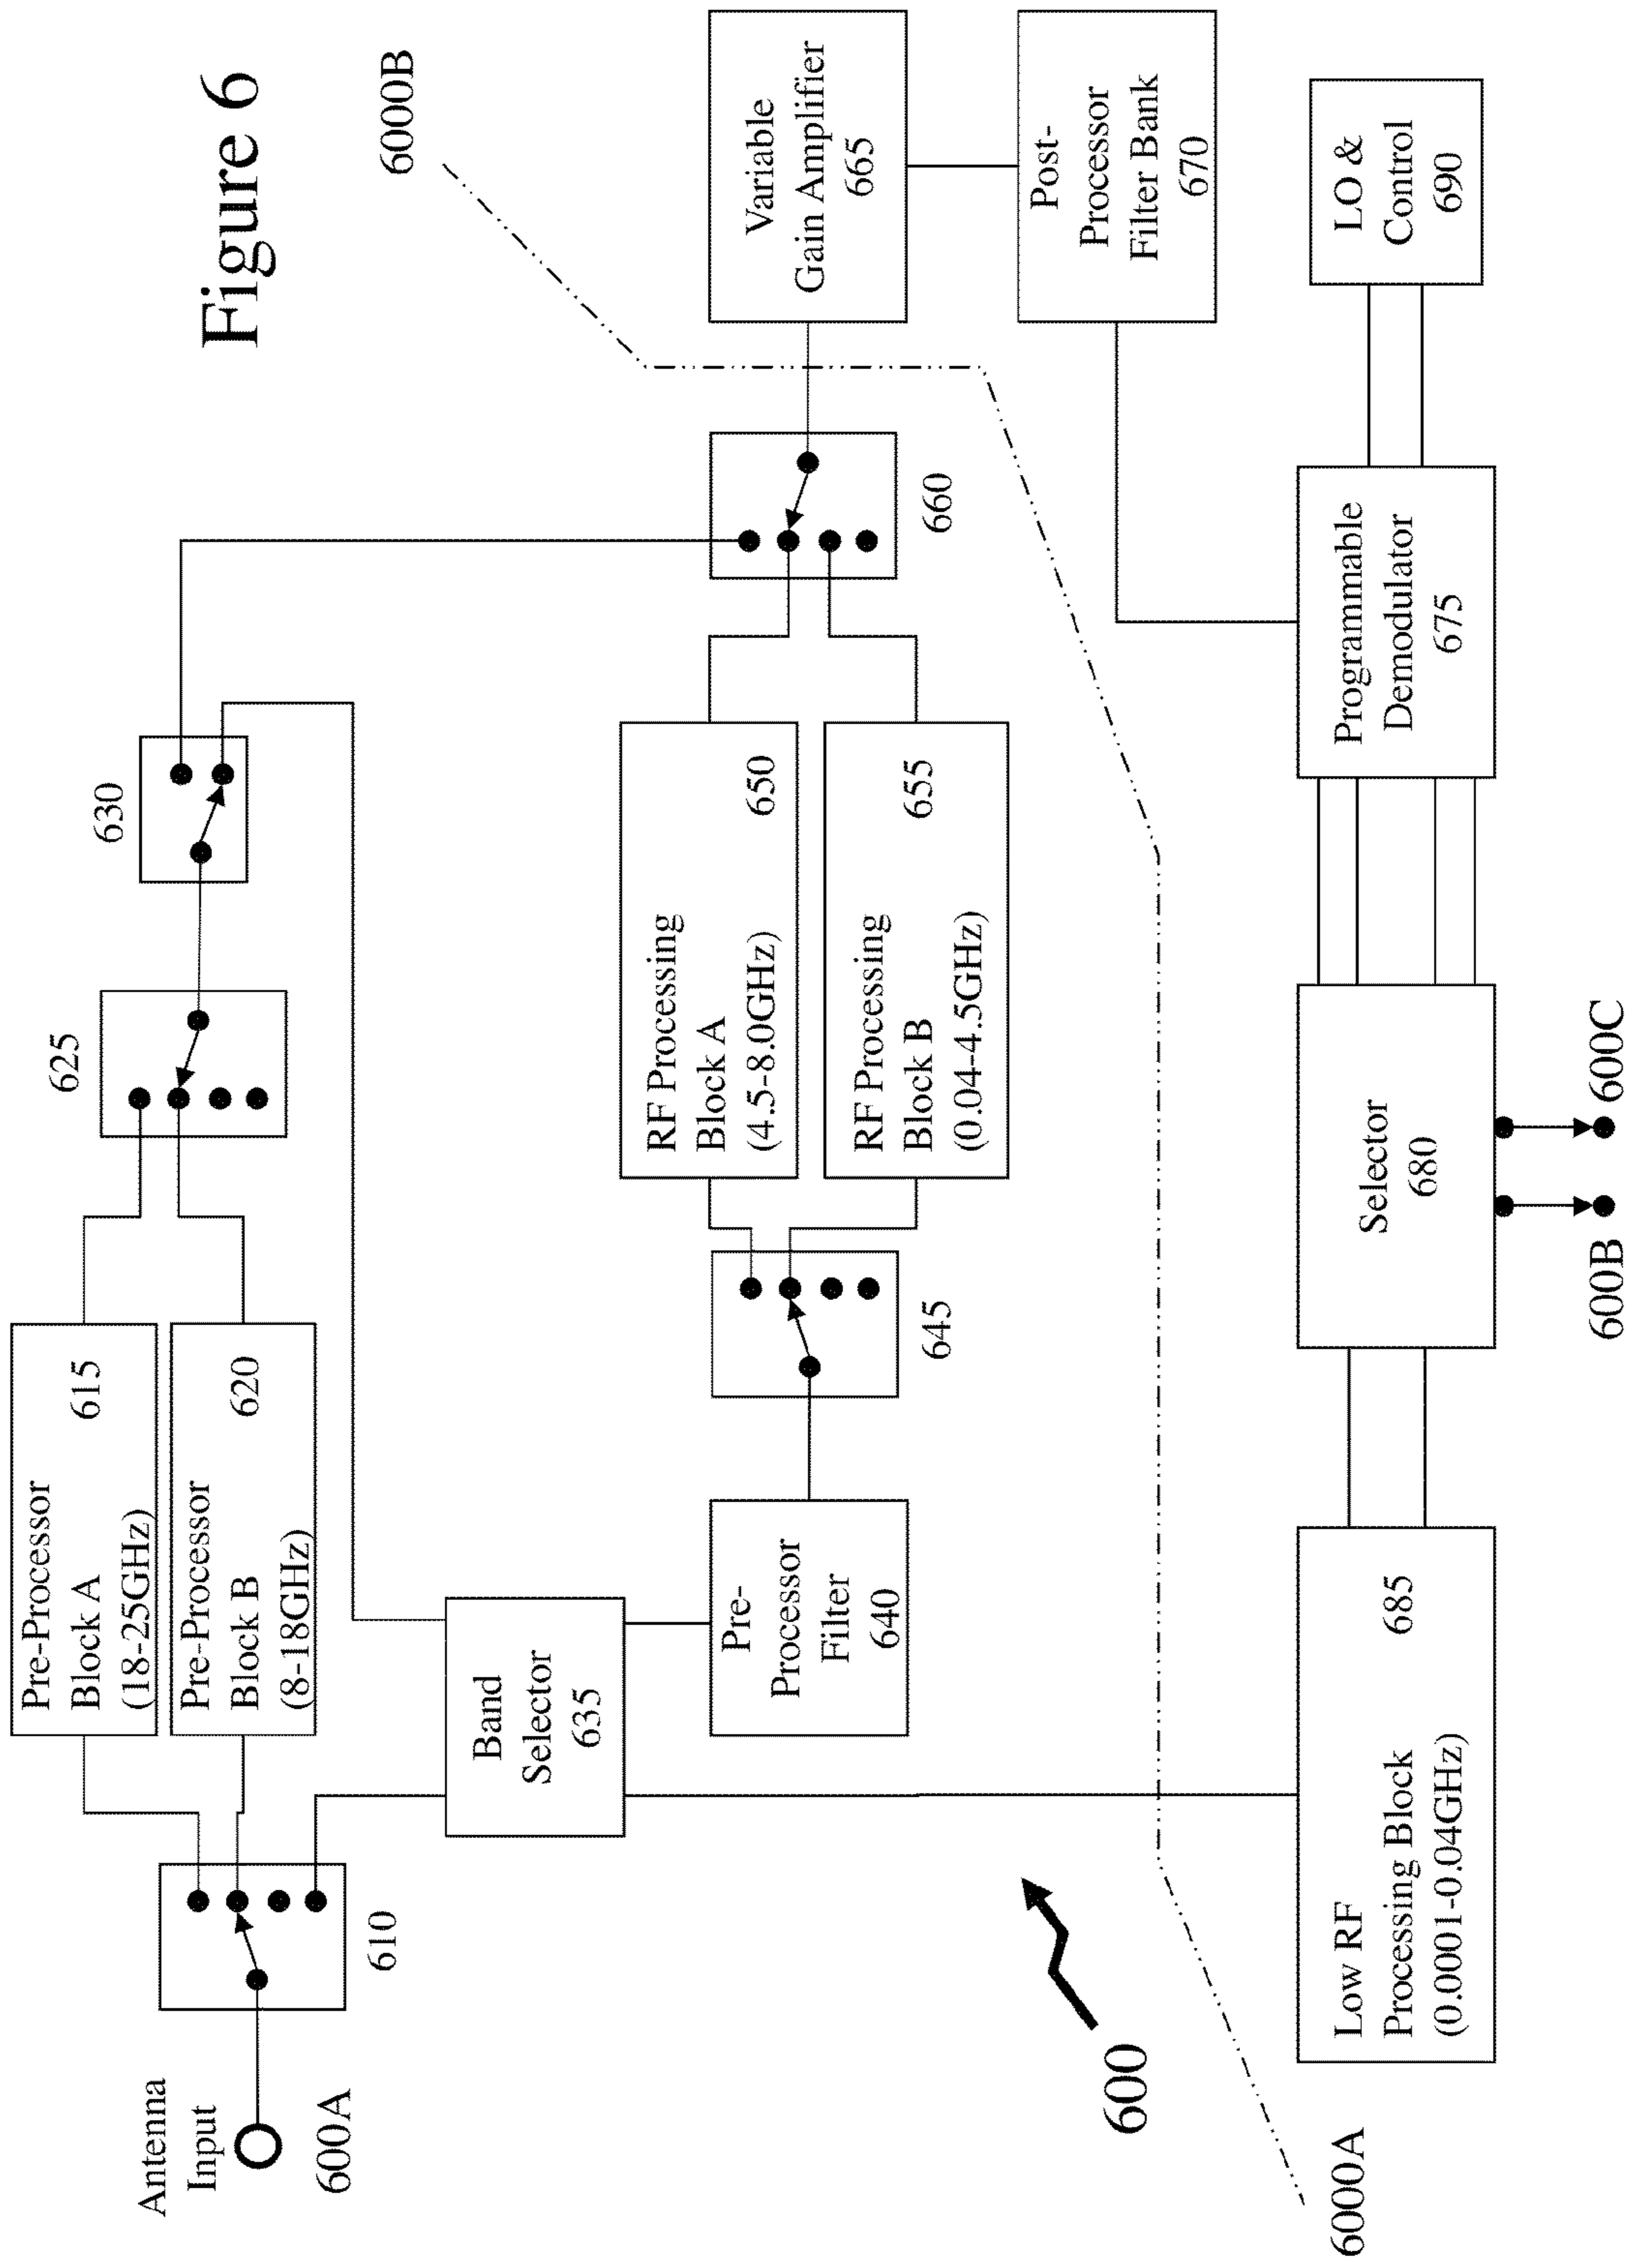 Figure 6
Antenna
Input
600A
610
Pre-Processor
Block A
(18-25GHz)
615
Pre-Processor
Block B
(8-18GHz)
620
625
630
Band
Selector
635
Pre-
Processor
Filter
640
645
RF Processing
Block A
(4.5-8.0GHz)
650
RF Processing
Block B
(0.04-4.5GHz)
655
660
6000B
Variable
Gain Amplifier
665
Post-
Processor
Filter Bank
670
600
6000A
Low RF
Processing Block
(0.0001-0.04GHz)
685
Selector
680
600B
600C
Programmable
Demodulator
675
LO &
Control
690